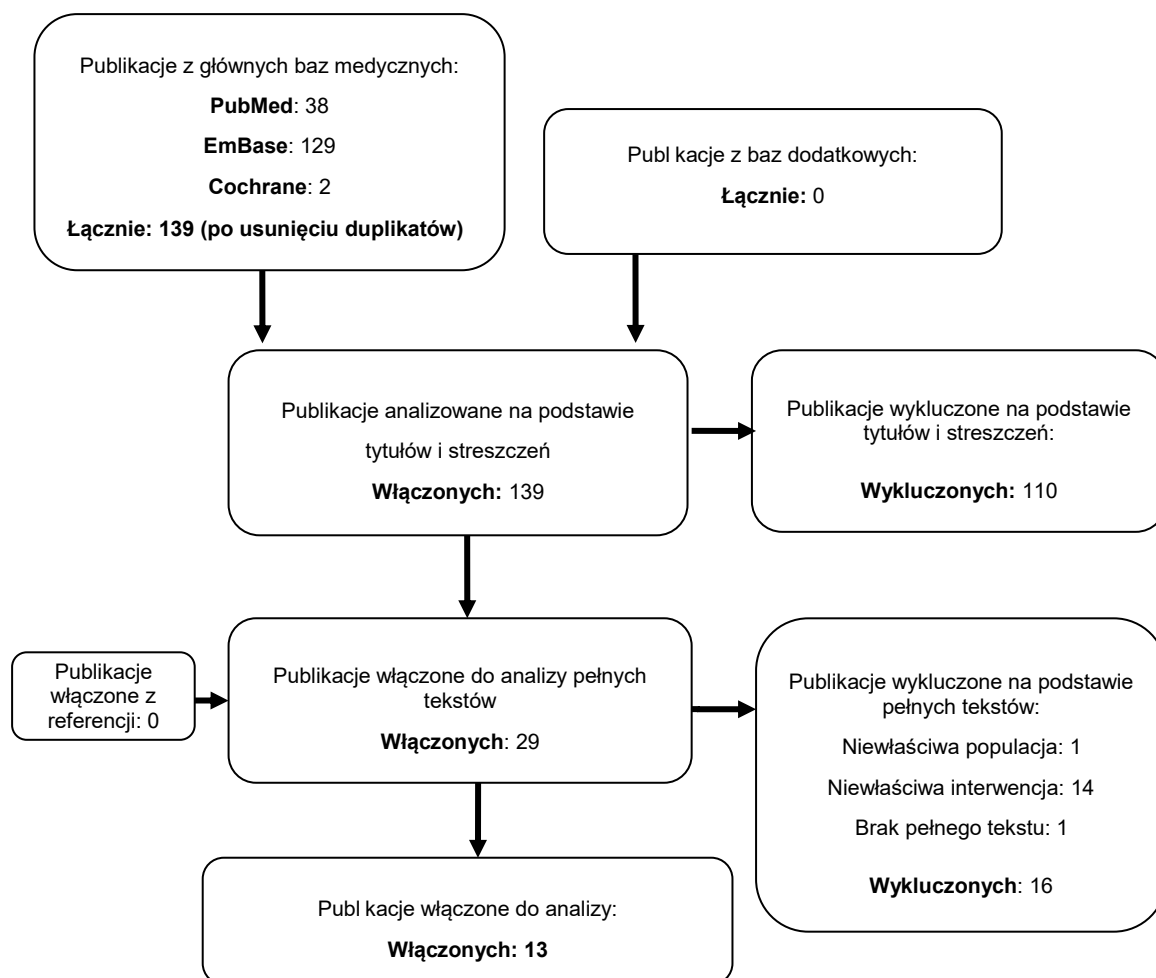 Publikacje z głównych baz medycznych:
PubMed: 38
EmBase: 129
Cochrane: 2
Łącznie: 139 (po usunięciu duplikatów)
Publ kacje z baz dodatkowych:
Łącznie: 0
Publikacje analizowane na podstawie
tytułów i streszczeń
Włączonych: 139
Publikacje wykluczone na podstawie
tytułów i streszczeń:
Wykluczonych: 110
Publikacje
włączone z
referencji: 0
Publikacje włączone do analizy pełnych
tekstów
Włączonych: 29
Publikacje wykluczone na podstawie
pełnych tekstów:
Niewłaściwa populacja: 1
Niewłaściwa interwencja: 14
Brak pełnego tekstu: 1
Wykluczonych: 16
Publ kacje włączone do analizy:
Włączonych: 13